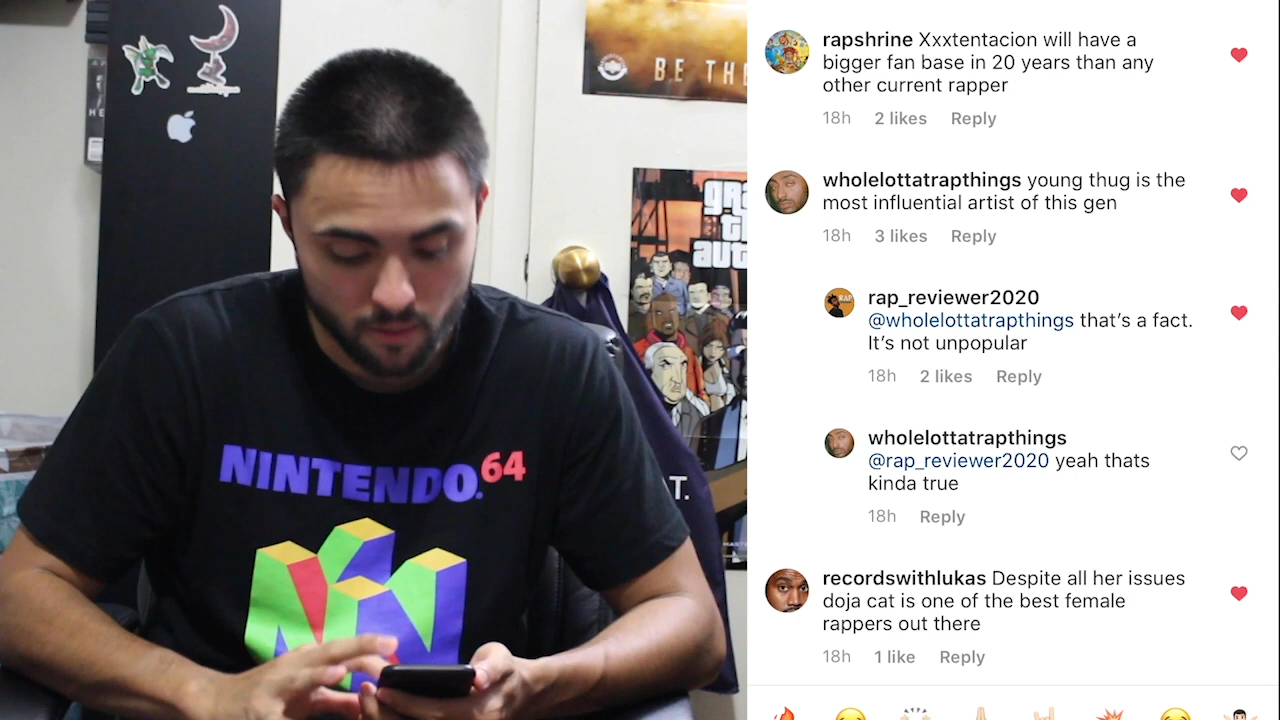 BE THE
GRA
th
aut
T.
NINTENDO.64
rapshrine Xxxtentacion will have a
bigger fan base in 20 years than any
other current rapper
18h 2 likes Reply
wholelottatrapthings young thug is the
most influential artist of this gen
18h 3 likes Reply
RAP
rap_reviewer2020
@wholelottatrapthings that’s a fact.
It’s not unpopular
18h 2 likes Reply
wholelottatrapthings
@rap_reviewer2020 yeah thats
kinda true
18h Reply
recordswithlukas Despite all her issues
doja cat is one of the best female
rappers out there
18h 1 like Reply